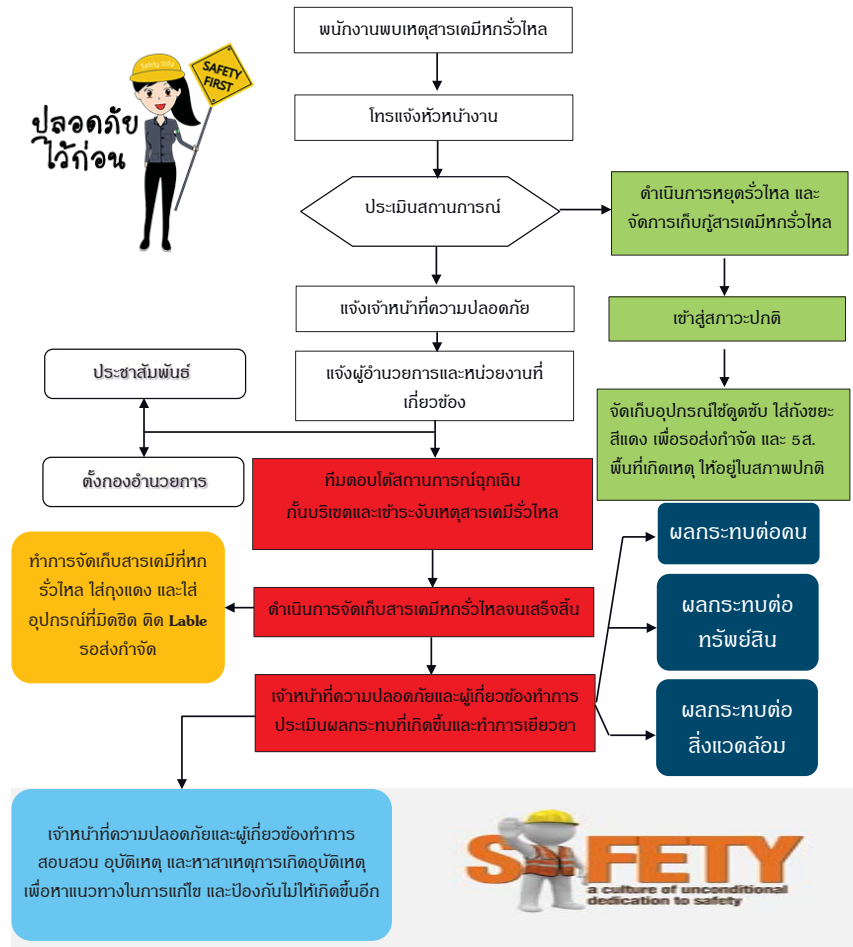 พนักงานพบเหตุสารเคมีหกรั่วไหล
SAFETY
FIRST
ปลอดภัย
ไว้ก่อน
โทรแจ้งหัวหน้างาน
ประเมินสถานการณ์
ดำเนินการหยุดรั่วไหล และ
จัดการเก็บกู้สารเคมีหกรั่วไหล
แจ้งเจ้าหน้าที่ความปลอดภัย
เข้าสู่สภาวะปกติ
ประชาสัมพันธ์
แจ้งผู้อำนวยการและหน่วยงานที่
เกี่ยวข้อง
จัดเก็บอุปกรณ์ใช้ดูดซับ ใส่ถังขยะ
สีแดง เพื่อรอส่งกำจัด และ 5ส.
พื้นที่เกิดเหตุ ให้อยู่ในสภาพปกติ
ตั้งกองอำนวยการ
ทีมตอบโต้สถานการณ์ฉุกเฉิน
กั้นบริเขตและเข้าระงับเหตุสารเคมีรั่วไหล
ผลกระทบต่อคน
ทำการจัดเก็บสารเคมีที่หก
รั่วไหล ใส่ถุงแดง และใส่
อุปกรณ์ที่มิดชิด ติด Lable
รอส่งกำจัด
ดำเนินการจัดเก็บสารเคมีหกรั่วไหลจนเสร็จสิ้น
ผลกระทบต่อ
ทรัพย์สิน
เจ้าหน้าที่ความปลอดภัยและผู้เกี่ยวข้องทำการ
ประเมินผลกระทบที่เกิดขึ้นและทำการเยียวยา
ผลกระทบต่อ
สิ่งแวดล้อม
เจ้าหน้าที่ความปลอดภัยและผู้เกี่ยวข้องทำการ
สอบสวน อุบัติเหตุ และหาสาเหตุการเกิดอุบัติเหตุ
เพื่อหาแนวทางในการแก้ไข และป้องกันไม่ให้เกิดขึ้นอีก
SAFETY
a culture of unconditional
dedication to safety